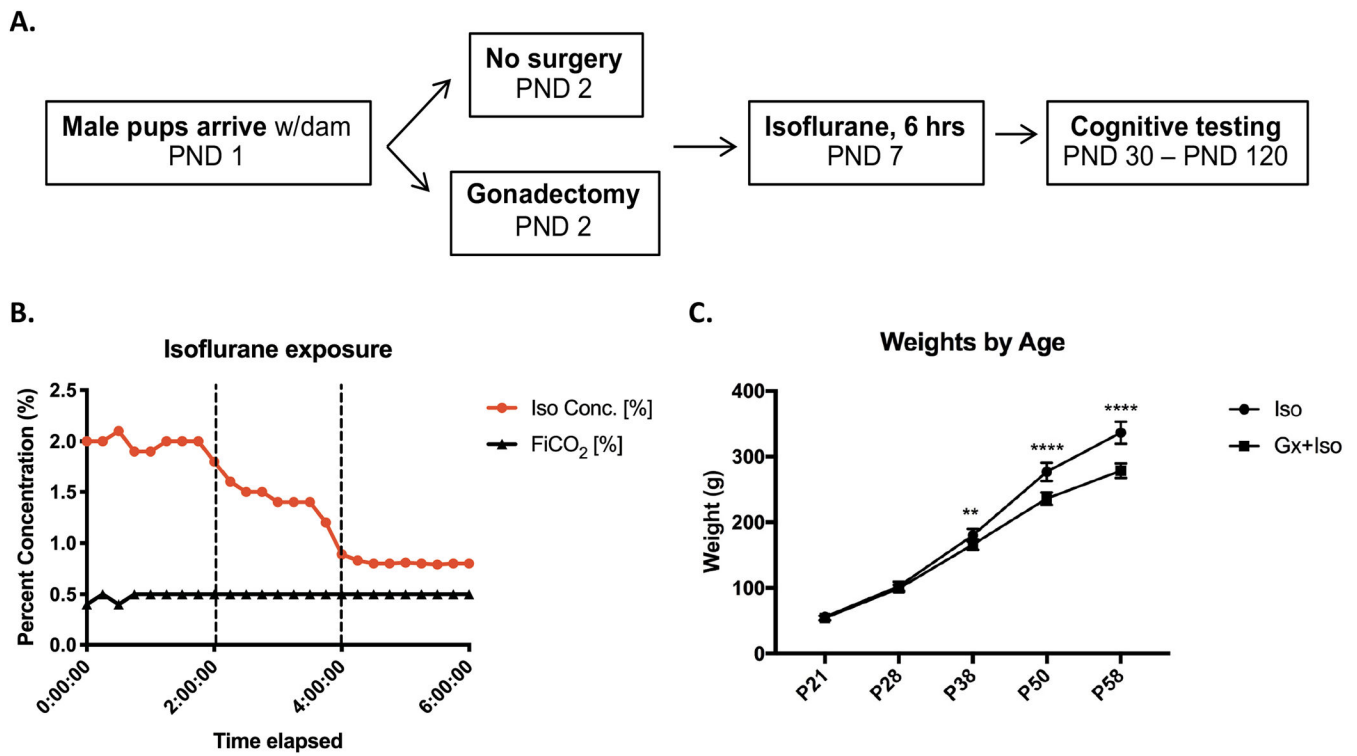 A.
Male pups arrive w/dam
PND 1
No surgery
PND 2
Gonadectomy
PND 2
Isoflurane, 6 hrs
PND 7
Cognitive testing
PND 30 – PND 120
B.
Isoflurane exposure
Percent Concentration (%)
2.5
2.0
1.5
1.0
0.5
0.0
0:00:00
2:00:00
4:00:00
6:00:00
Time elapsed
Iso Conc. [%]
FiCO2 [%]
C.
Weights by Age
Weight (g)
400
300
200
100
0
**
****
****
P21
P28
P38
P50
P58
Iso
Gx+Iso